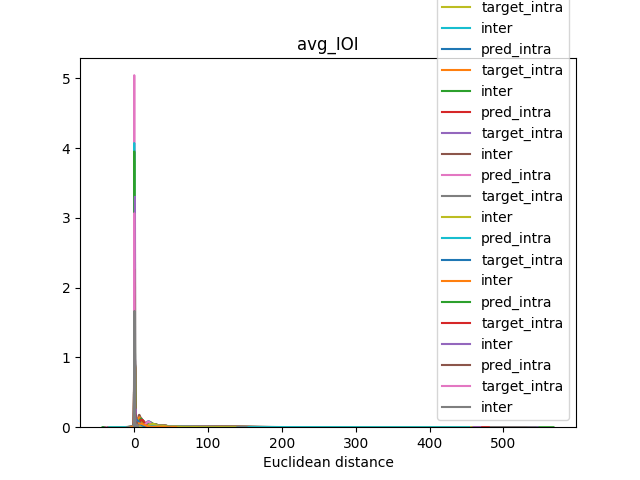 target_intra
inter
avg_IOI
pred_intra
target_intra
inter
pred_intra
target_intra
inter
pred_intra
target_intra
inter
pred_intra
target_intra
inter
pred_intra
target_intra
inter
pred_intra
target_intra
inter
5
4
3
2
1
0
0 100 200 300 400 500
Euclidean distance